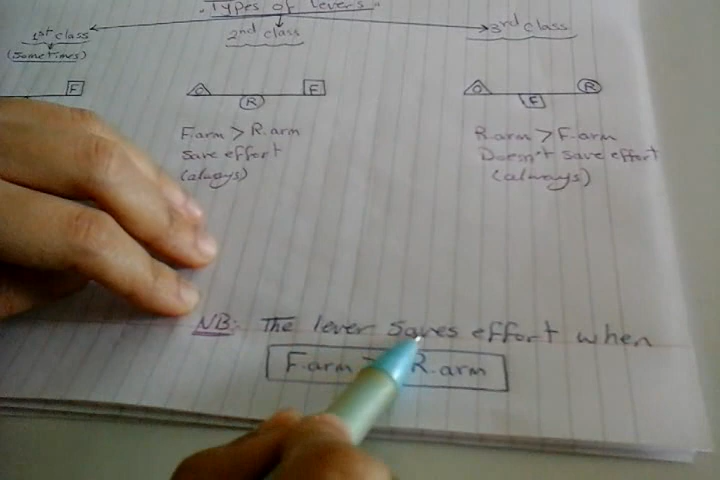 Types of levers
1st class
2nd class
3rd class
(sometimes)
F
O
R
F
O
F
R
F.arm > R.arm
save effort
(always)
R.arm > F.arm
Doesn't save effort
(always)
NB: The lever saves effort when
F.arm > R.arm